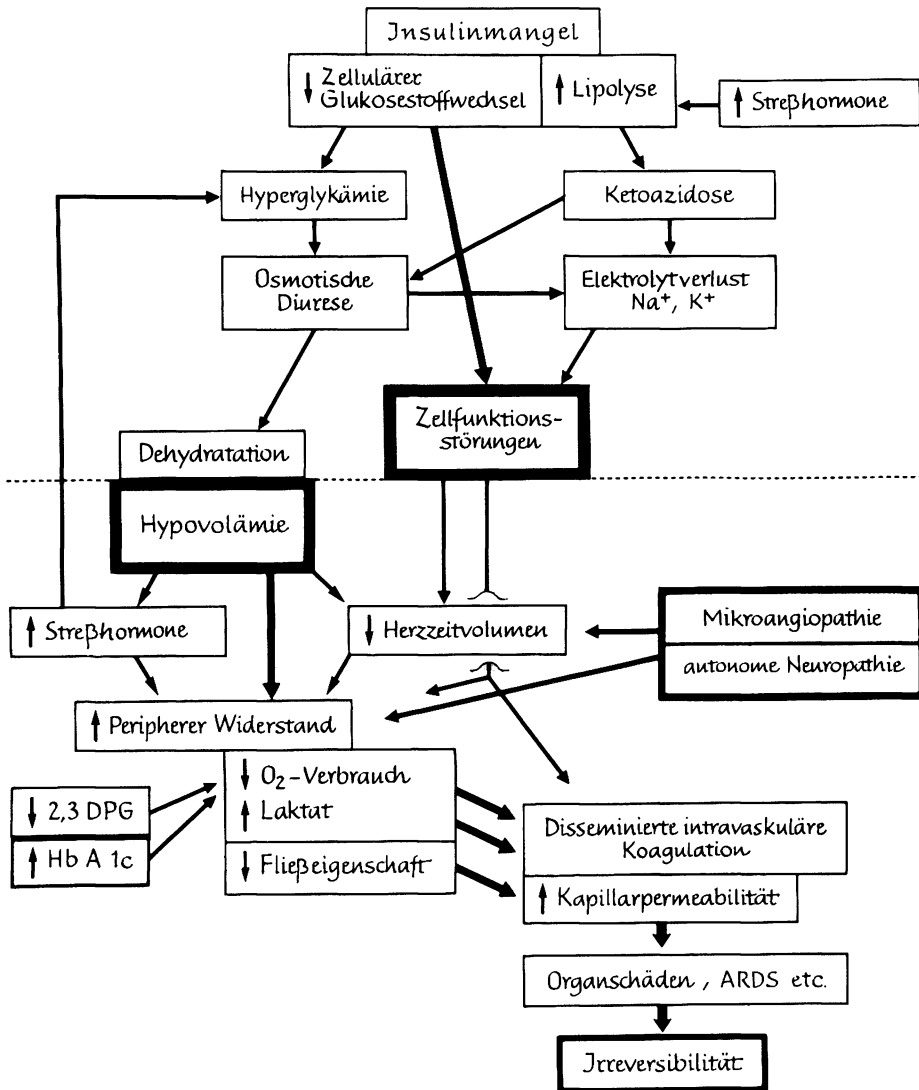 Insulinmangel
↓ Zellulärer
Glukosestoffwechsel
↑ Lipolyse
↑ Streßhormone
Hyperglykämie
Ketoazidose
Osmotische
Diurese
Elektrolytverlust
Na⁺, K⁺
Zellfunktions-
störungen
Dehydratation
Hypovolämie
↑ Streßhormone
↓ Herzzeitvolumen
Mikroangiopathie
autonome Neuropathie
↑ Peripherer Widerstand
↓ O₂-Verbrauch
↑ Laktat
↓ Fließeigenschaft
↓ 2,3 DPG
↑ Hb A 1c
Disseminierte intravaskuläre
Koagulation
↑ Kapillarpermeabilität
Organschäden, ARDS etc.
Irreversibilität